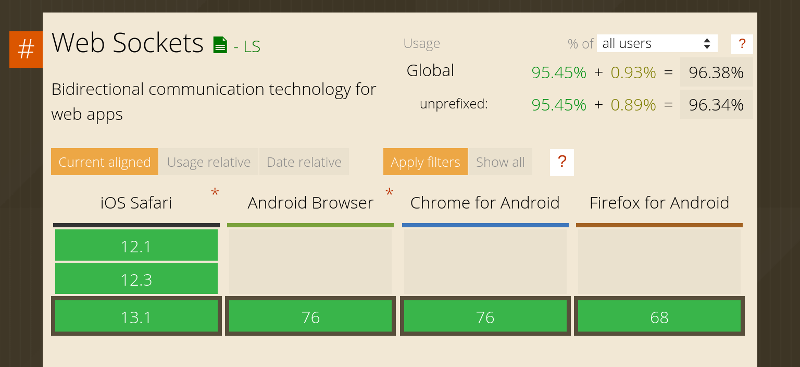 #
Web Sockets - LS
Usage % of all users ?
Global 95.45% + 0.93% = 96.38%
Bidirectional communication technology for
web apps
unprefixed: 95.45% + 0.89% = 96.34%
Current aligned Usage relative Date relative Apply filters Show all ?
iOS Safari * Android Browser * Chrome for Android Firefox for Android
12.1
12.3
13.1 76 76 68